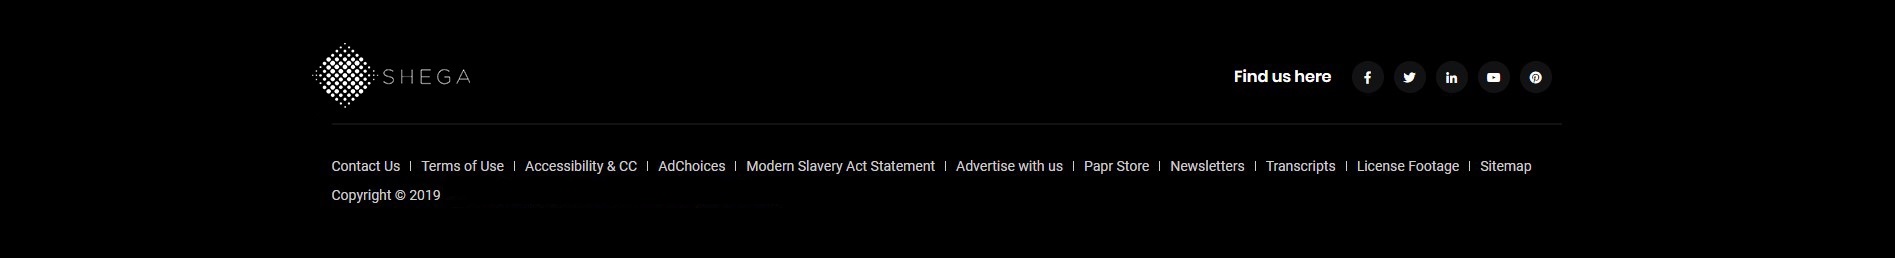 SHEGA
Find us here
Contact Us | Terms of Use | Accessibility & CC | AdChoices | Modern Slavery Act Statement | Advertise with us | Papr Store | Newsletters | Transcripts | License Footage | Sitemap
Copyright © 2019